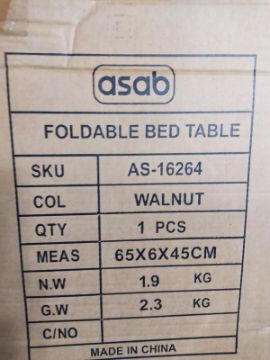 asab
FOLDABLE BED TABLE
SKU AS-16264
COL WALNUT
QTY 1 PCS
MEAS 65X6X45CM
N.W 1.9 KG
G.W 2.3 KG
C/NO
MADE IN CHINA